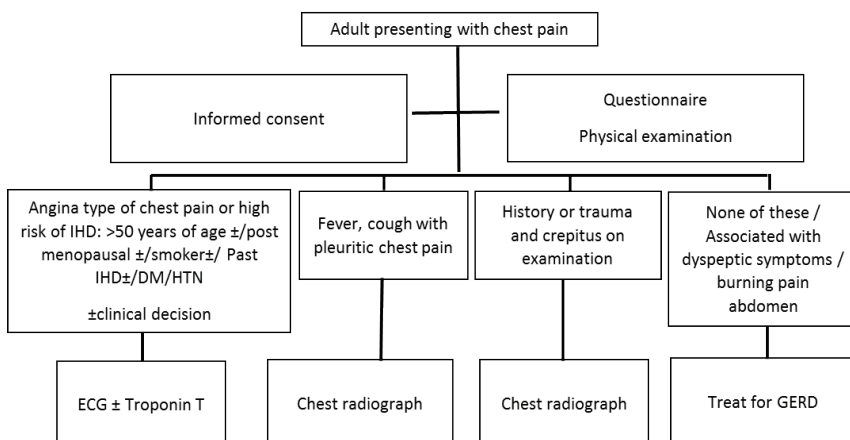 Adult presenting with chest pain
Informed consent
Questionnaire
Physical examination
Angina type of chest pain or high
risk of IHD: >50 years of age ±/post
menopausal ±/smoker±/ Past
IHD±/DM/HTN
±clinical decision
Fever, cough with
pleuritic chest pain
History or trauma
and crepitus on
examination
None of these /
Associated with
dyspeptic symptoms /
burning pain
abdomen
ECG ± Troponin T
Chest radiograph
Chest radiograph
Treat for GERD